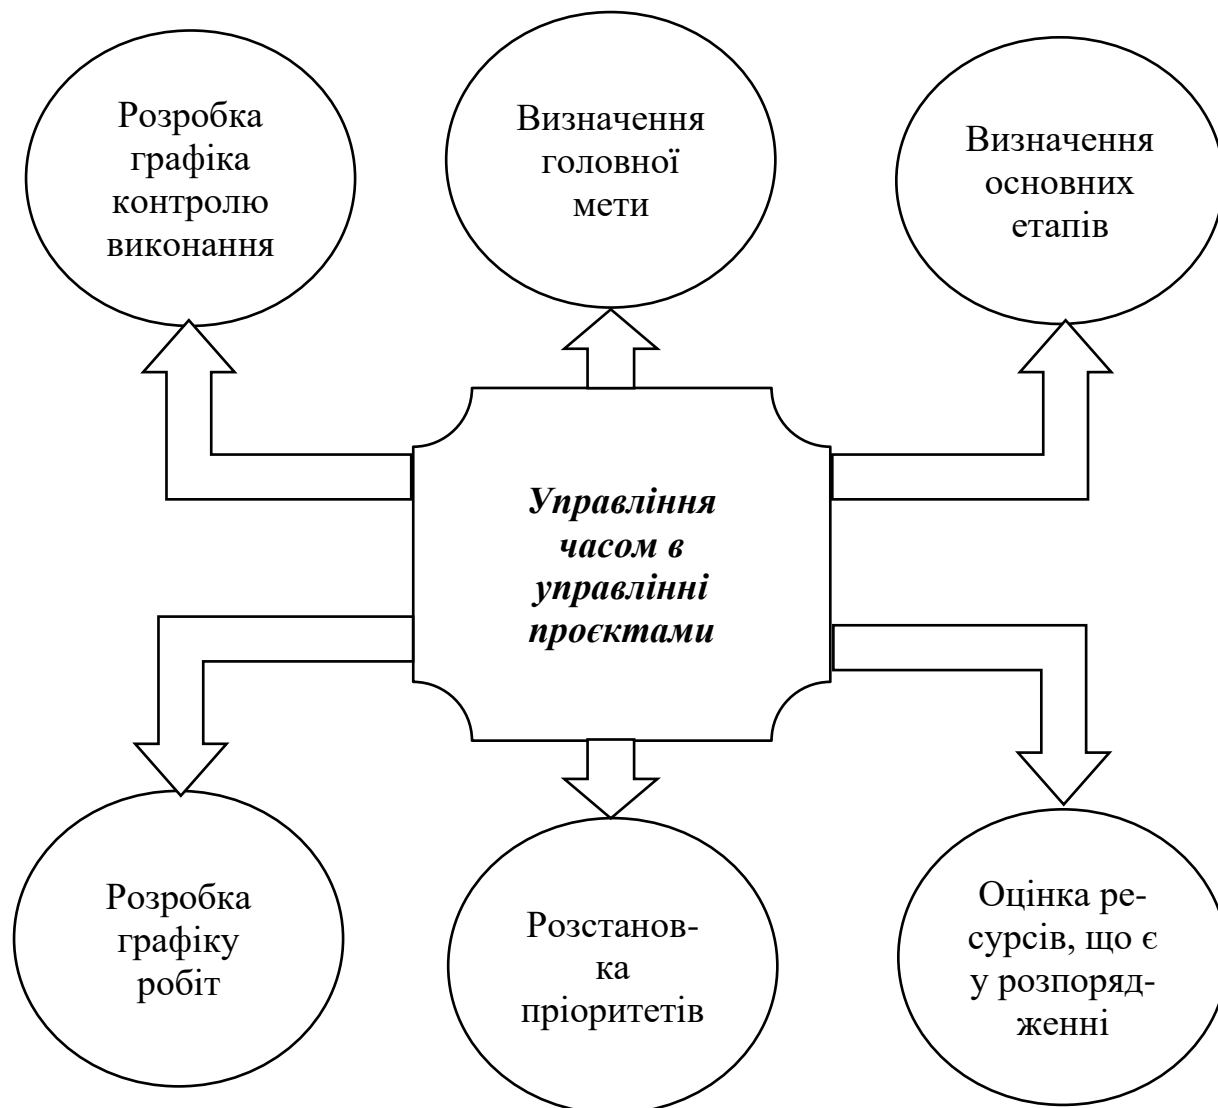 Розробка
графіка
контролю
виконання
Визначення
головної
мети
Визначення
основних
етапів
Управління
часом в
управлінні
проєктами
Розробка
графіку
робіт
Розстанов-
ка
пріоритетів
Оцінка ре-
сурсів, що є
у розпоряд-
женні